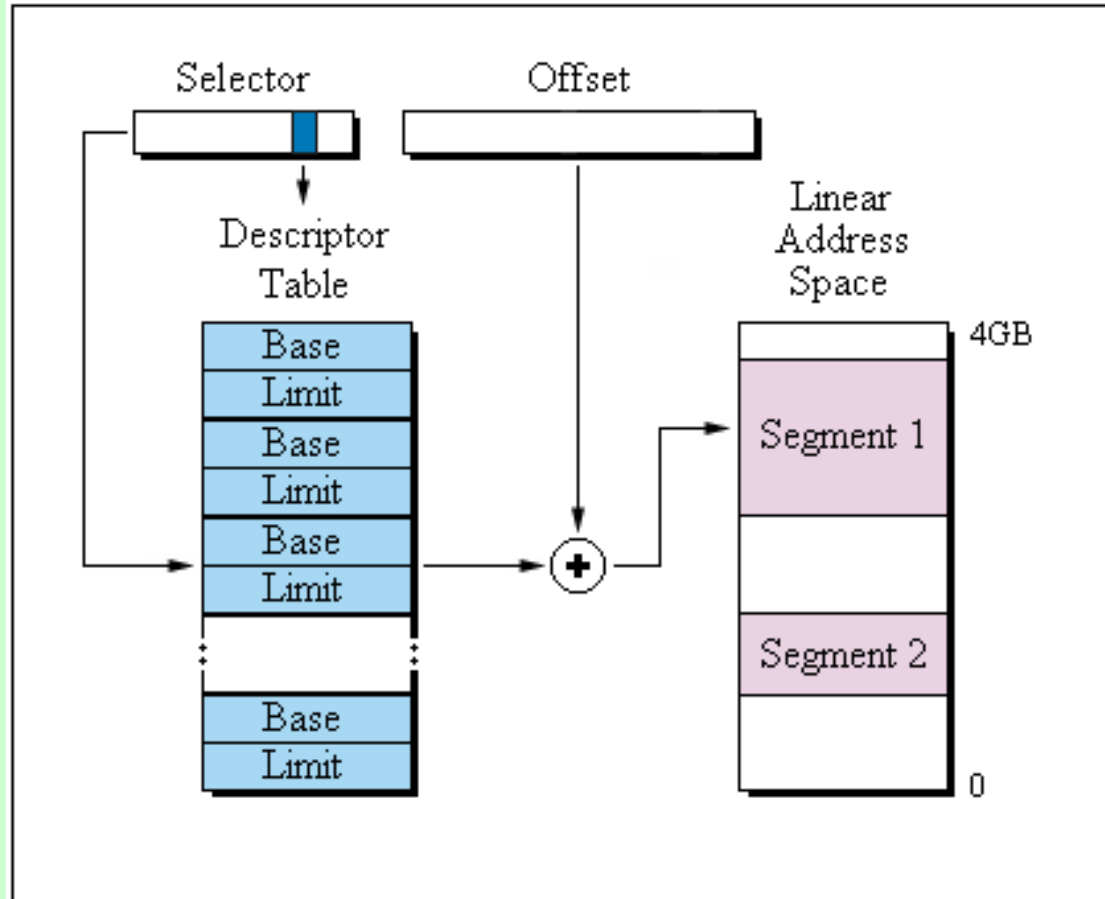 Selector
Offset
Descriptor
Table
Linear
Address
Space
Base
Limit
Base
Limit
Base
Limit
Base
Limit
4GB
Segment 1
Segment 2
0